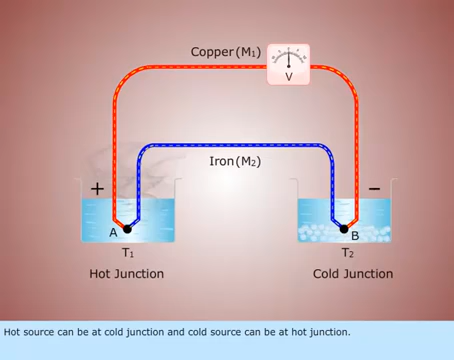 Copper (M₁)
V
Iron (M₂)
+
−
A
B
T₁
T₂
Hot Junction
Cold Junction
Hot source can be at cold junction and cold source can be at hot junction.